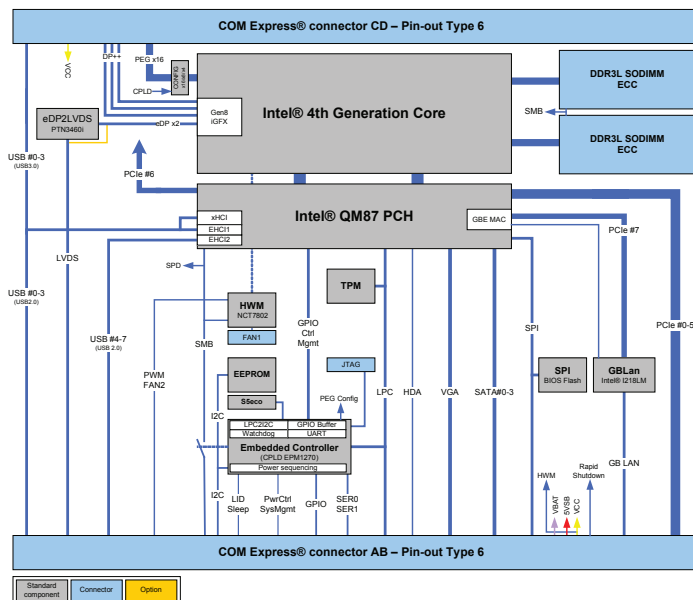 COM Express® connector CD – Pin-out Type 6
VCC
DP++
PEG x16
CONFIG
CPLD
Gen8
iGFX
Intel® 4th Generation Core
DDR3L SODIMM
ECC
SMB
DDR3L SODIMM
ECC
eDP2LVDS
PTN3460i
eDP x2
USB #0-3
(USB3.0)
PCIe #6
xHCI
EHCI1
EHCI2
Intel® QM87 PCH
GBE MAC
PCIe #7
LVDS
SPD
USB #0-3
(USB2.0)
HWM
NCT7802
FAN1
TPM
USB #4-7
(USB 2.0)
SMB
GPIO
Ctrl
Mgmt
SPI
PCIe #0-5
PWM
FAN2
EEPROM
JTAG
SPI
BIOS Flash
GBLan
Intel® I218LM
S5eco
PEG Config
LPC
HDA
VGA
SATA#0-3
I2C
LPC2I2C
GPIO Buffer
Watchdog
UART
Embedded Controller
(CPLD EPM1270)
Power sequencing
GB LAN
HWM
Rapid
Shutdown
I2C
LID
Sleep
PwrCtrl
SysMgmt
GPIO
SER0
SER1
VBAT
5VSB
VCC
COM Express® connector AB – Pin-out Type 6
Standard
component
Connector
Option